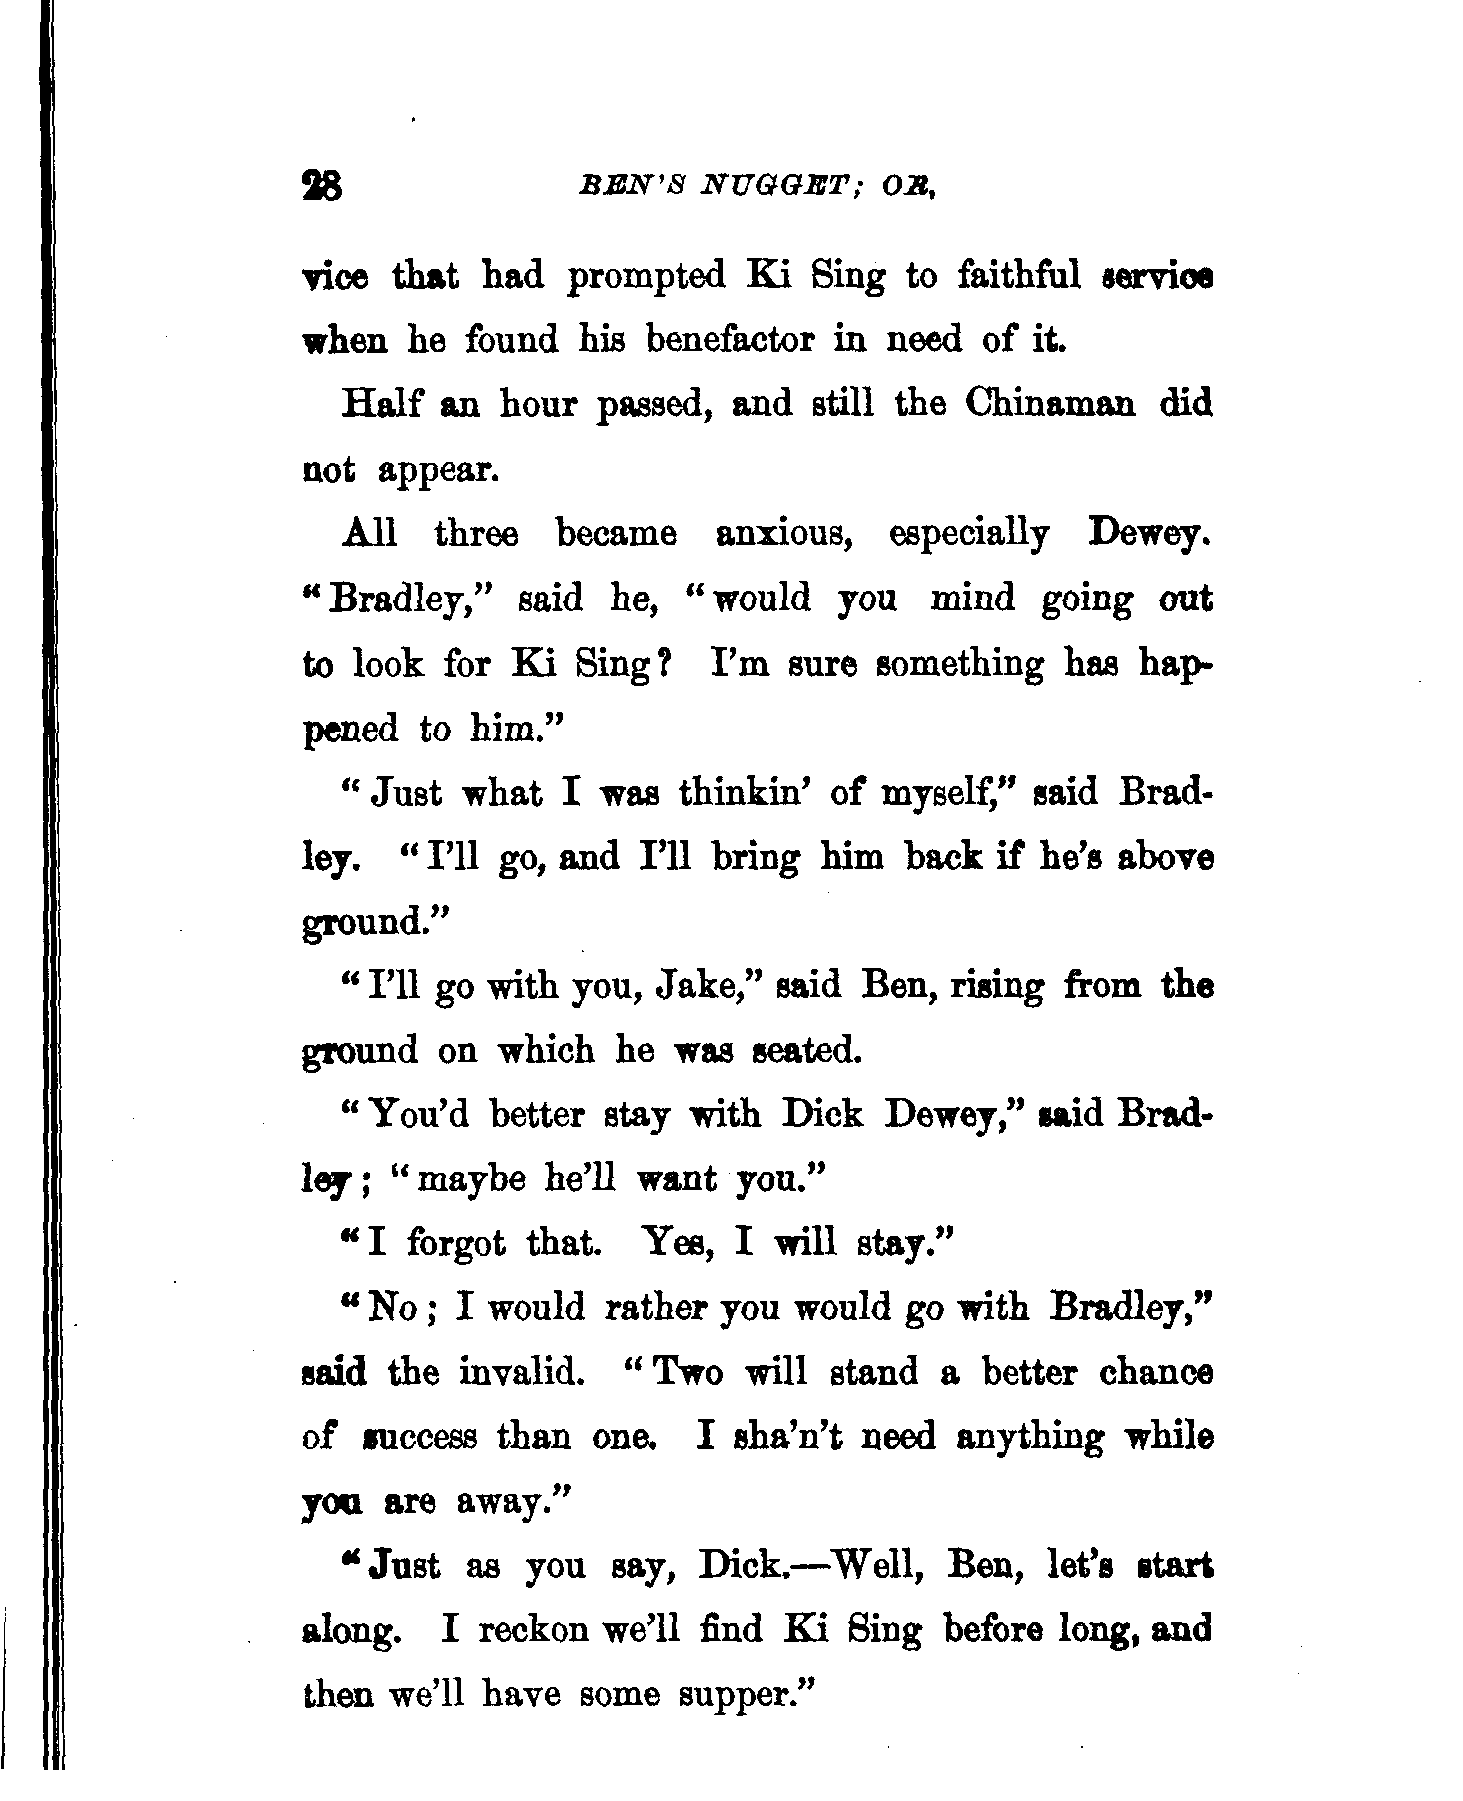 28 BEN'S NUGGET; OR,
vice that had prompted Ki Sing to faithful service
when he found his benefactor in need of it.
Half an hour passed, and still the Chinaman did
not appear.
All three became anxious, especially Dewey.
"Bradley," said he, "would you mind going out
to look for Ki Sing? I'm sure something has hap-
pened to him."
"Just what I was thinkin' of myself," said Brad-
ley. "I'll go, and I'll bring him back if he's above
ground."
"I'll go with you, Jake," said Ben, rising from the
ground on which he was seated.
"You'd better stay with Dick Dewey," said Brad-
ley; "maybe he'll want you."
"I forgot that. Yes, I will stay."
"No; I would rather you would go with Bradley,"
said the invalid. "Two will stand a better chance
of success than one. I sha'n't need anything while
you are away."
"Just as you say, Dick.—Well, Ben, let's start
along. I reckon we'll find Ki Sing before long, and
then we'll have some supper."